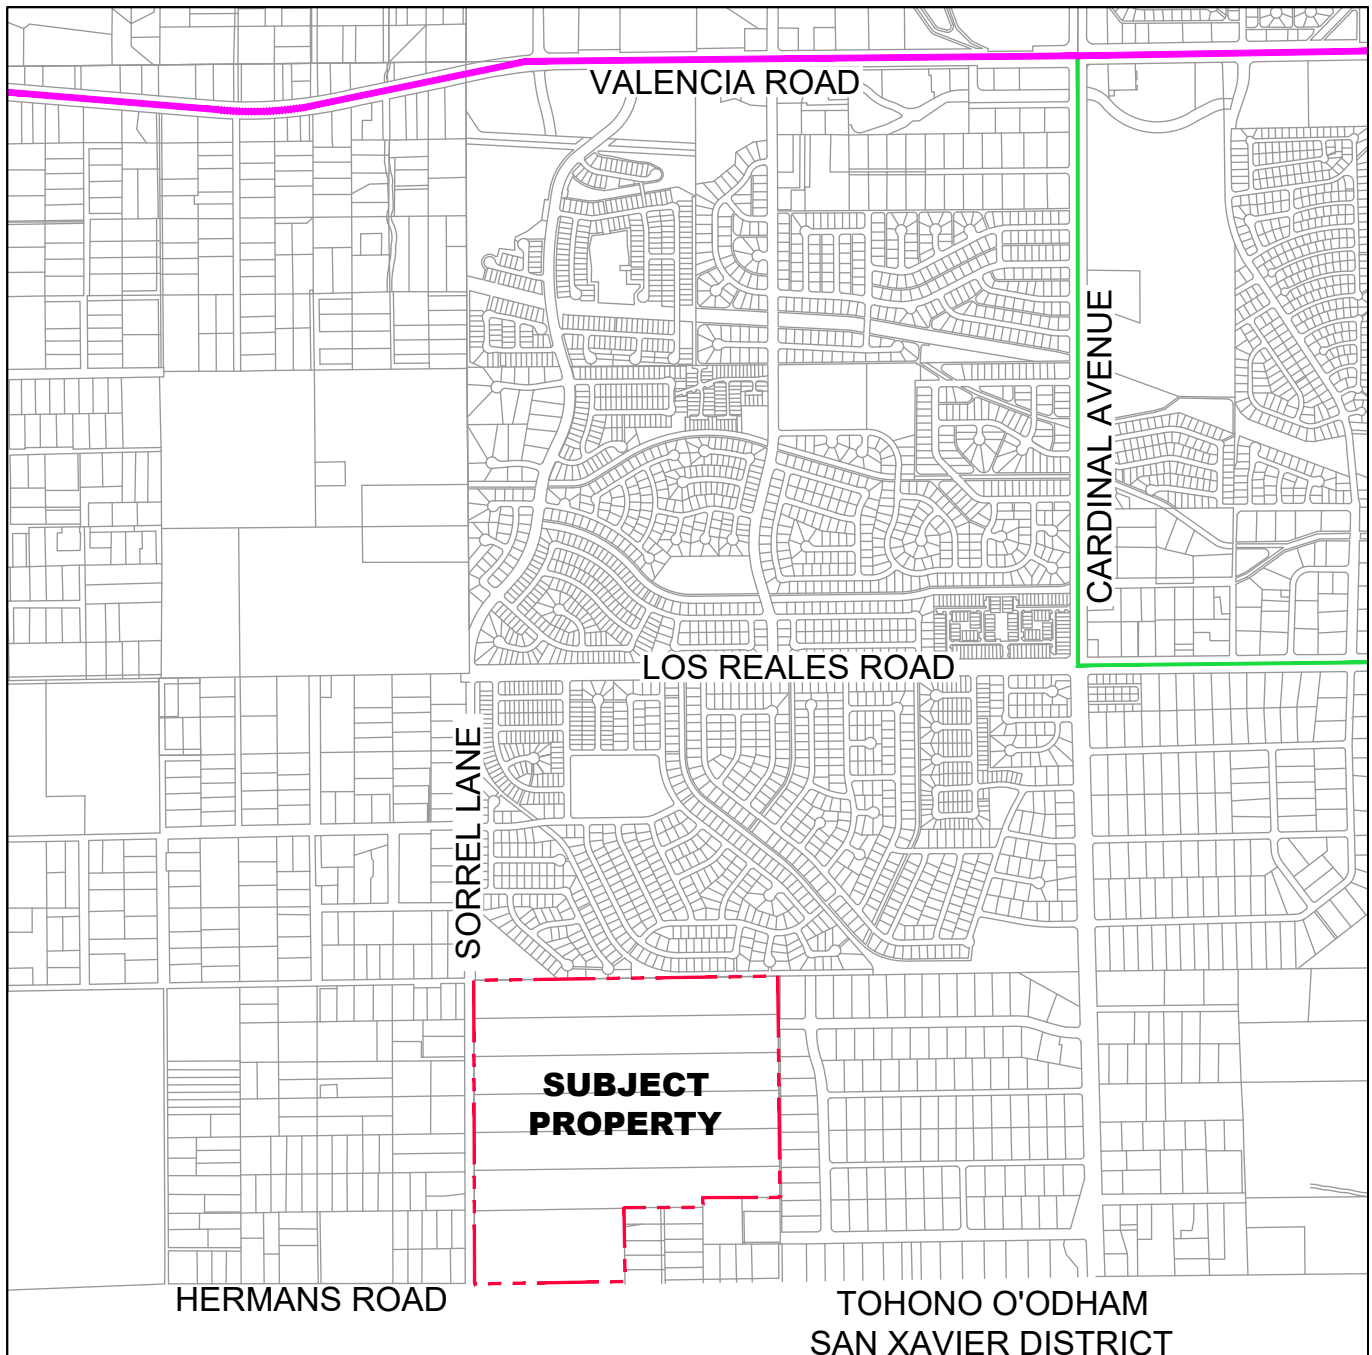 VALENCIA ROAD
CARDINAL AVENUE
LOS REALES ROAD
SORREL LANE
SUBJECT
PROPERTY
HERMANS ROAD
TOHONO O'ODHAM
SAN XAVIER DISTRICT